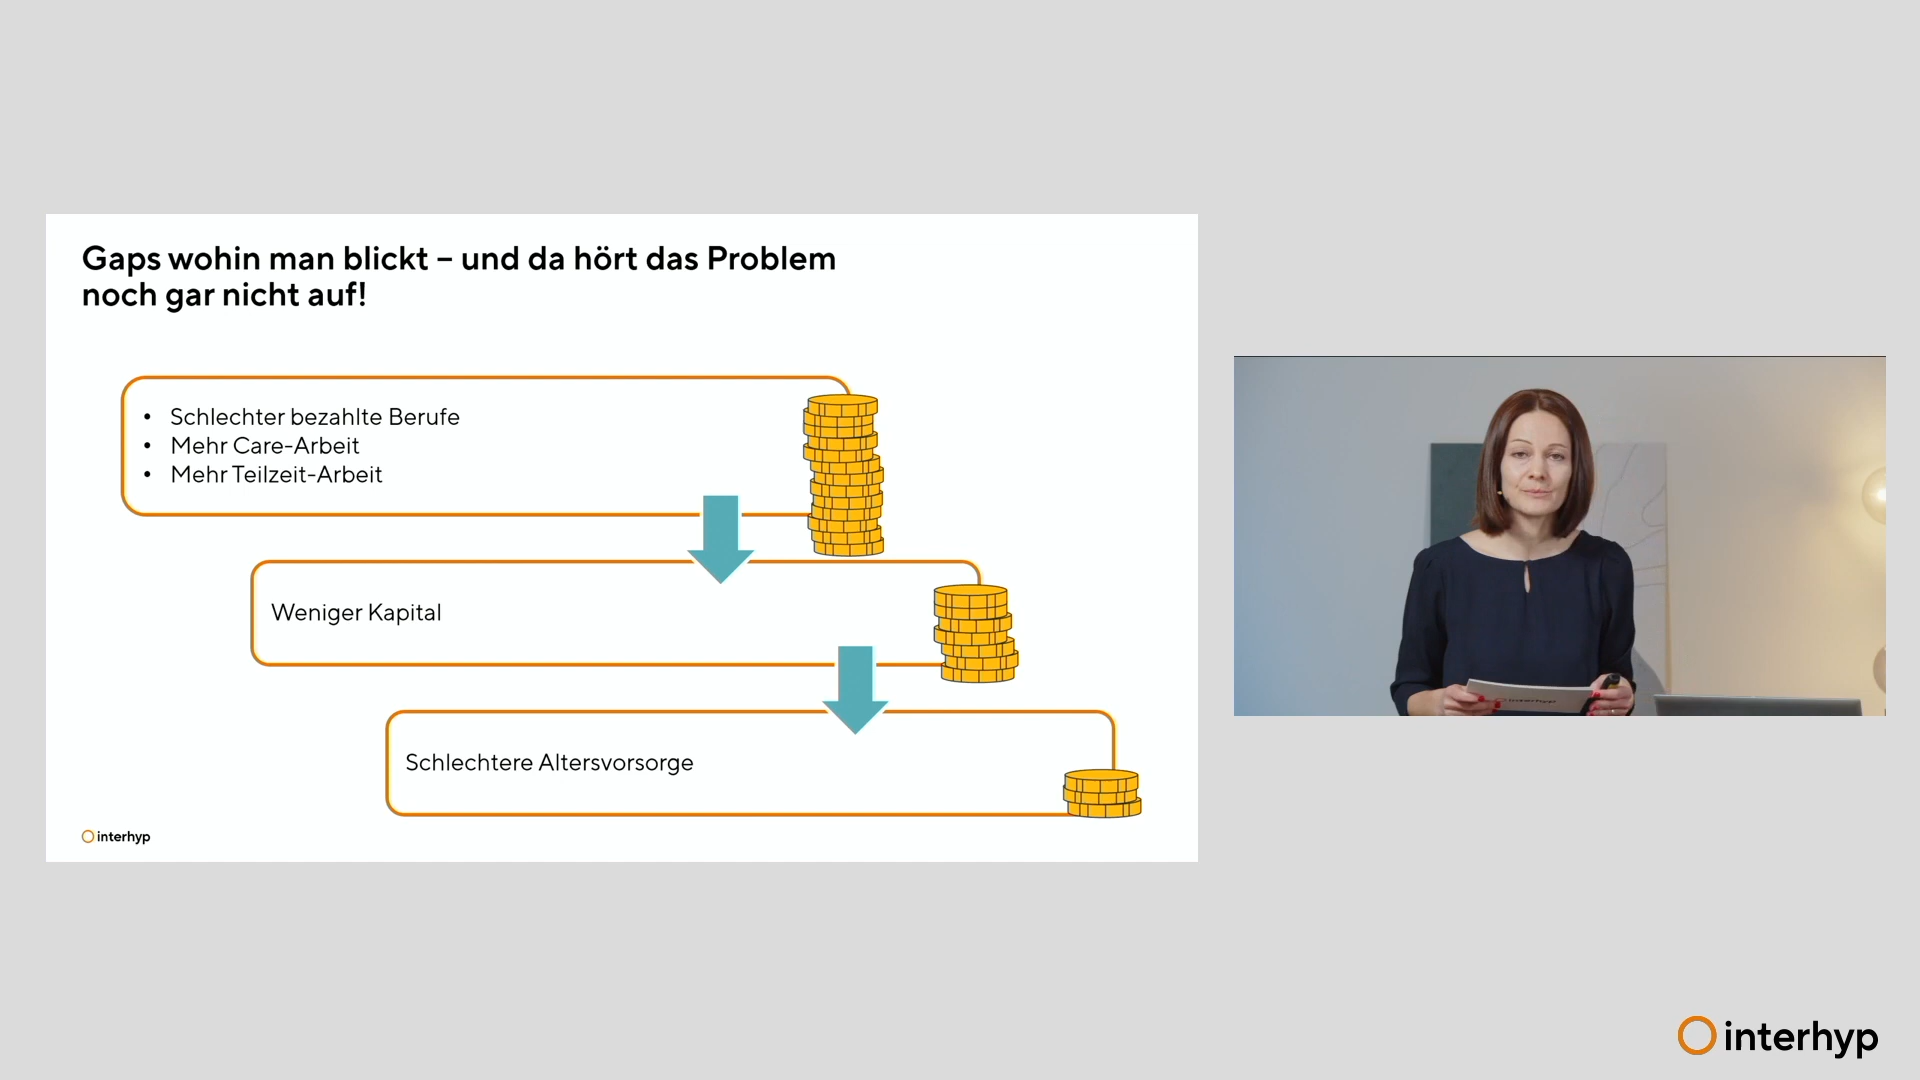 Gaps wohin man blickt – und da hört das Problem
noch gar nicht auf!
• Schlechter bezahlte Berufe
• Mehr Care-Arbeit
• Mehr Teilzeit-Arbeit
Weniger Kapital
Schlechtere Altersvorsorge
interhyp
interhyp
interhyp